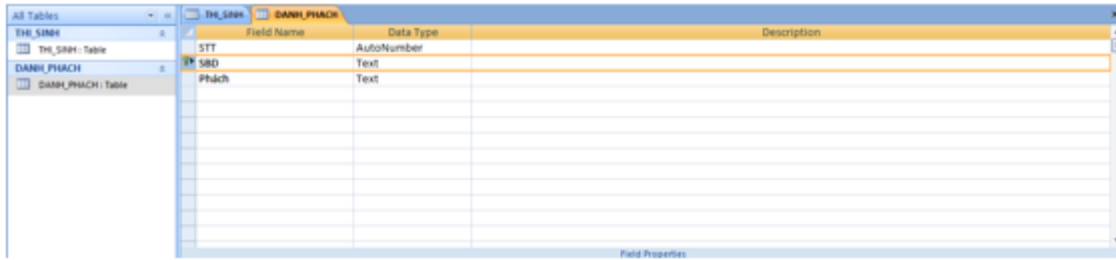 All Tables
THI_SINH
THI_SINH : Table
DANH_PHACH
DANH_PHACH : Table
THI_SINH DANH_PHACH
Field Name Data Type Description
STT AutoNumber
SBD Text
Phách Text
Field Properties